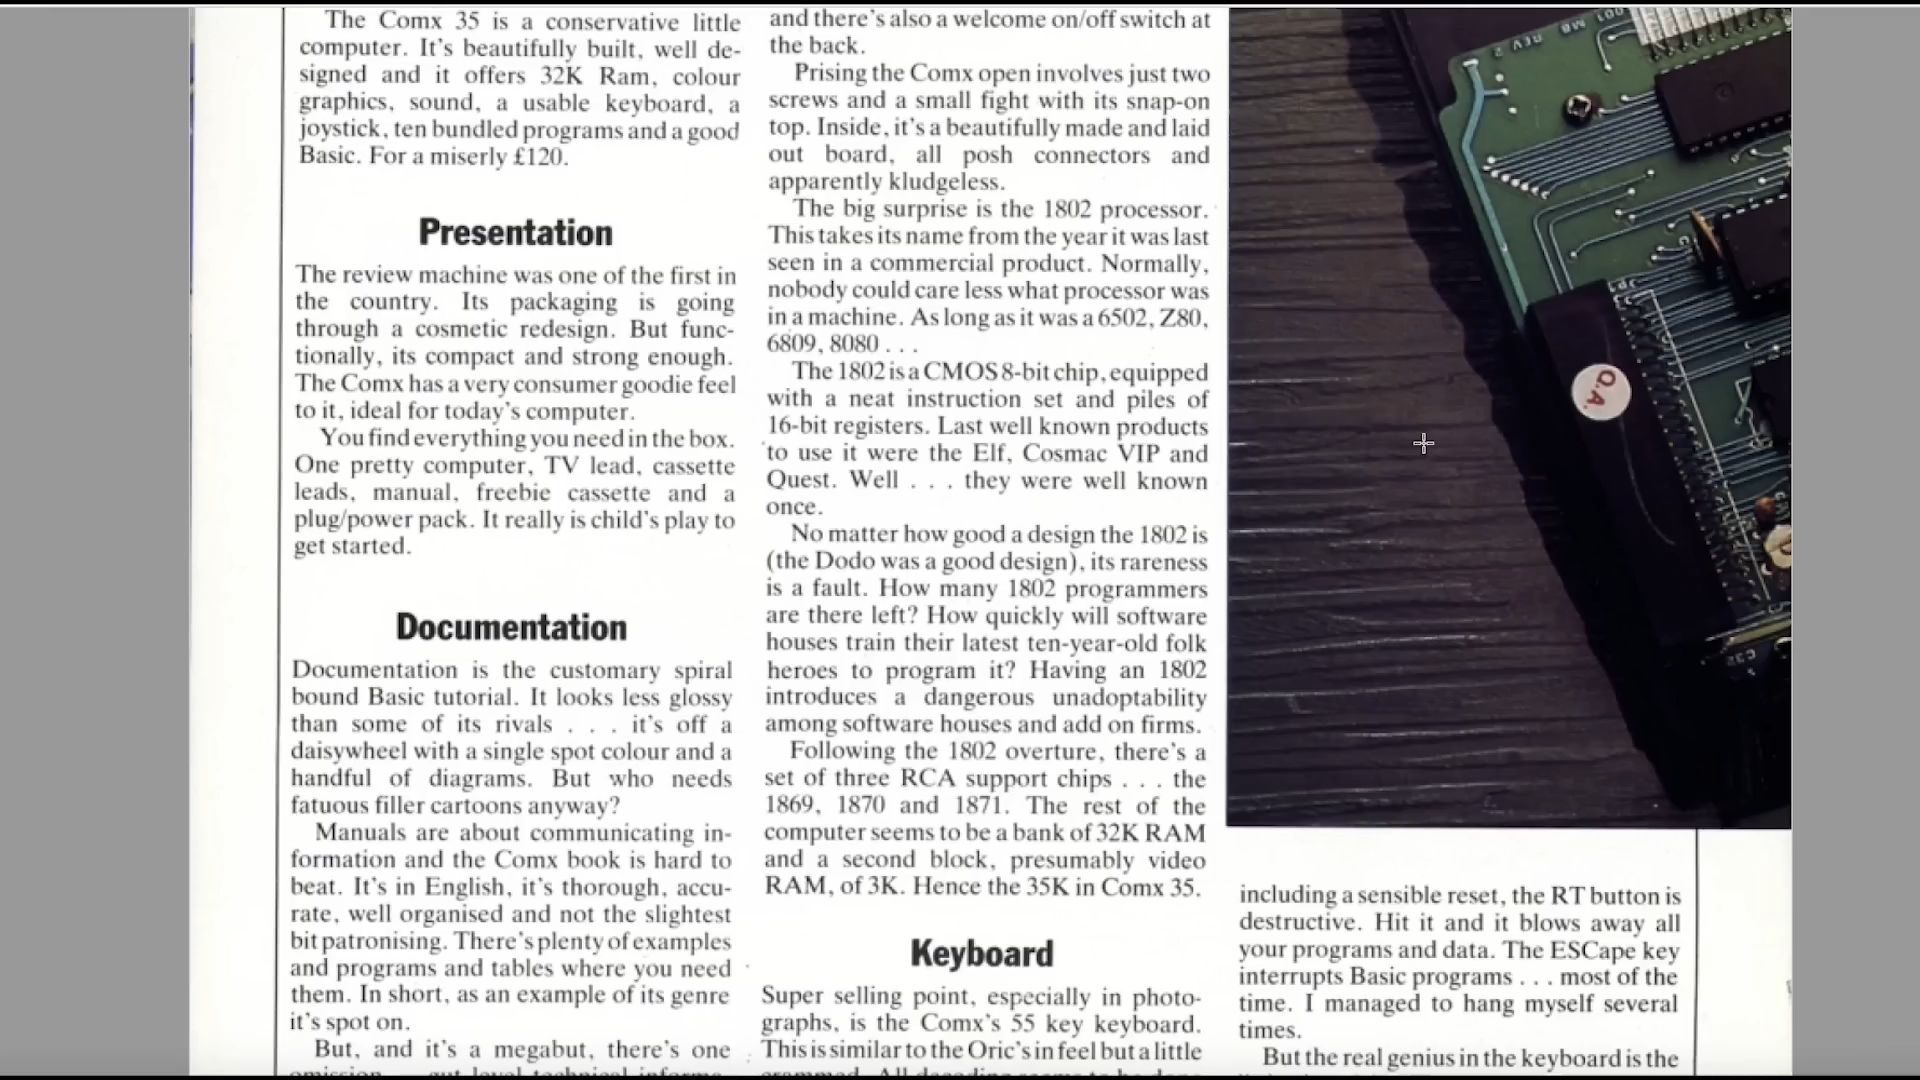 The Comx 35 is a conservative little
computer. It's beautifully built, well de-
signed and it offers 32K Ram, colour
graphics, sound, a usable keyboard, a
joystick, ten bundled programs and a good
Basic. For a miserly £120.
Presentation
The review machine was one of the first in
the country. Its packaging is going
through a cosmetic redesign. But func-
tionally, its compact and strong enough.
The Comx has a very consumer goodie feel
to it, ideal for today's computer.
You find everything you need in the box.
One pretty computer, TV lead, cassette
leads, manual, freebie cassette and a
plug/power pack. It really is child's play to
get started.
Documentation
Documentation is the customary spiral
bound Basic tutorial. It looks less glossy
than some of its rivals . . . it's off a
daisywheel with a single spot colour and a
handful of diagrams. But who needs
fatuous filler cartoons anyway?
Manuals are about communicating in-
formation and the Comx book is hard to
beat. It's in English, it's thorough, accu-
rate, well organised and not the slightest
bit patronising. There's plenty of examples
and programs and tables where you need
them. In short, as an example of its genre
it's spot on.
But, and it's a megabut, there's one
and there's also a welcome on/off switch at
the back.
Prising the Comx open involves just two
screws and a small fight with its snap-on
top. Inside, it's a beautifully made and laid
out board, all posh connectors and
apparently kludgeless.
The big surprise is the 1802 processor.
This takes its name from the year it was last
seen in a commercial product. Normally,
nobody could care less what processor was
in a machine. As long as it was a 6502, Z80,
6809, 8080 . . .
The 1802 is a CMOS 8-bit chip, equipped
with a neat instruction set and piles of
16-bit registers. Last well known products
to use it were the Elf, Cosmac VIP and
Quest. Well . . . they were well known
once.
No matter how good a design the 1802 is
(the Dodo was a good design), its rareness
is a fault. How many 1802 programmers
are there left? How quickly will software
houses train their latest ten-year-old folk
heroes to program it? Having an 1802
introduces a dangerous unadoptability
among software houses and add on firms.
Following the 1802 overture, there's a
set of three RCA support chips . . . the
1869, 1870 and 1871. The rest of the
computer seems to be a bank of 32K RAM
and a second block, presumably video
RAM, of 3K. Hence the 35K in Comx 35.
Keyboard
Super selling point, especially in photo-
graphs, is the Comx's 55 key keyboard.
This is similar to the Oric's in feel but a little
REV 2 MB
Q.A.
including a sensible reset, the RT button is
destructive. Hit it and it blows away all
your programs and data. The ESCape key
interrupts Basic programs . . . most of the
time. I managed to hang myself several
times.
But the real genius in the keyboard is the